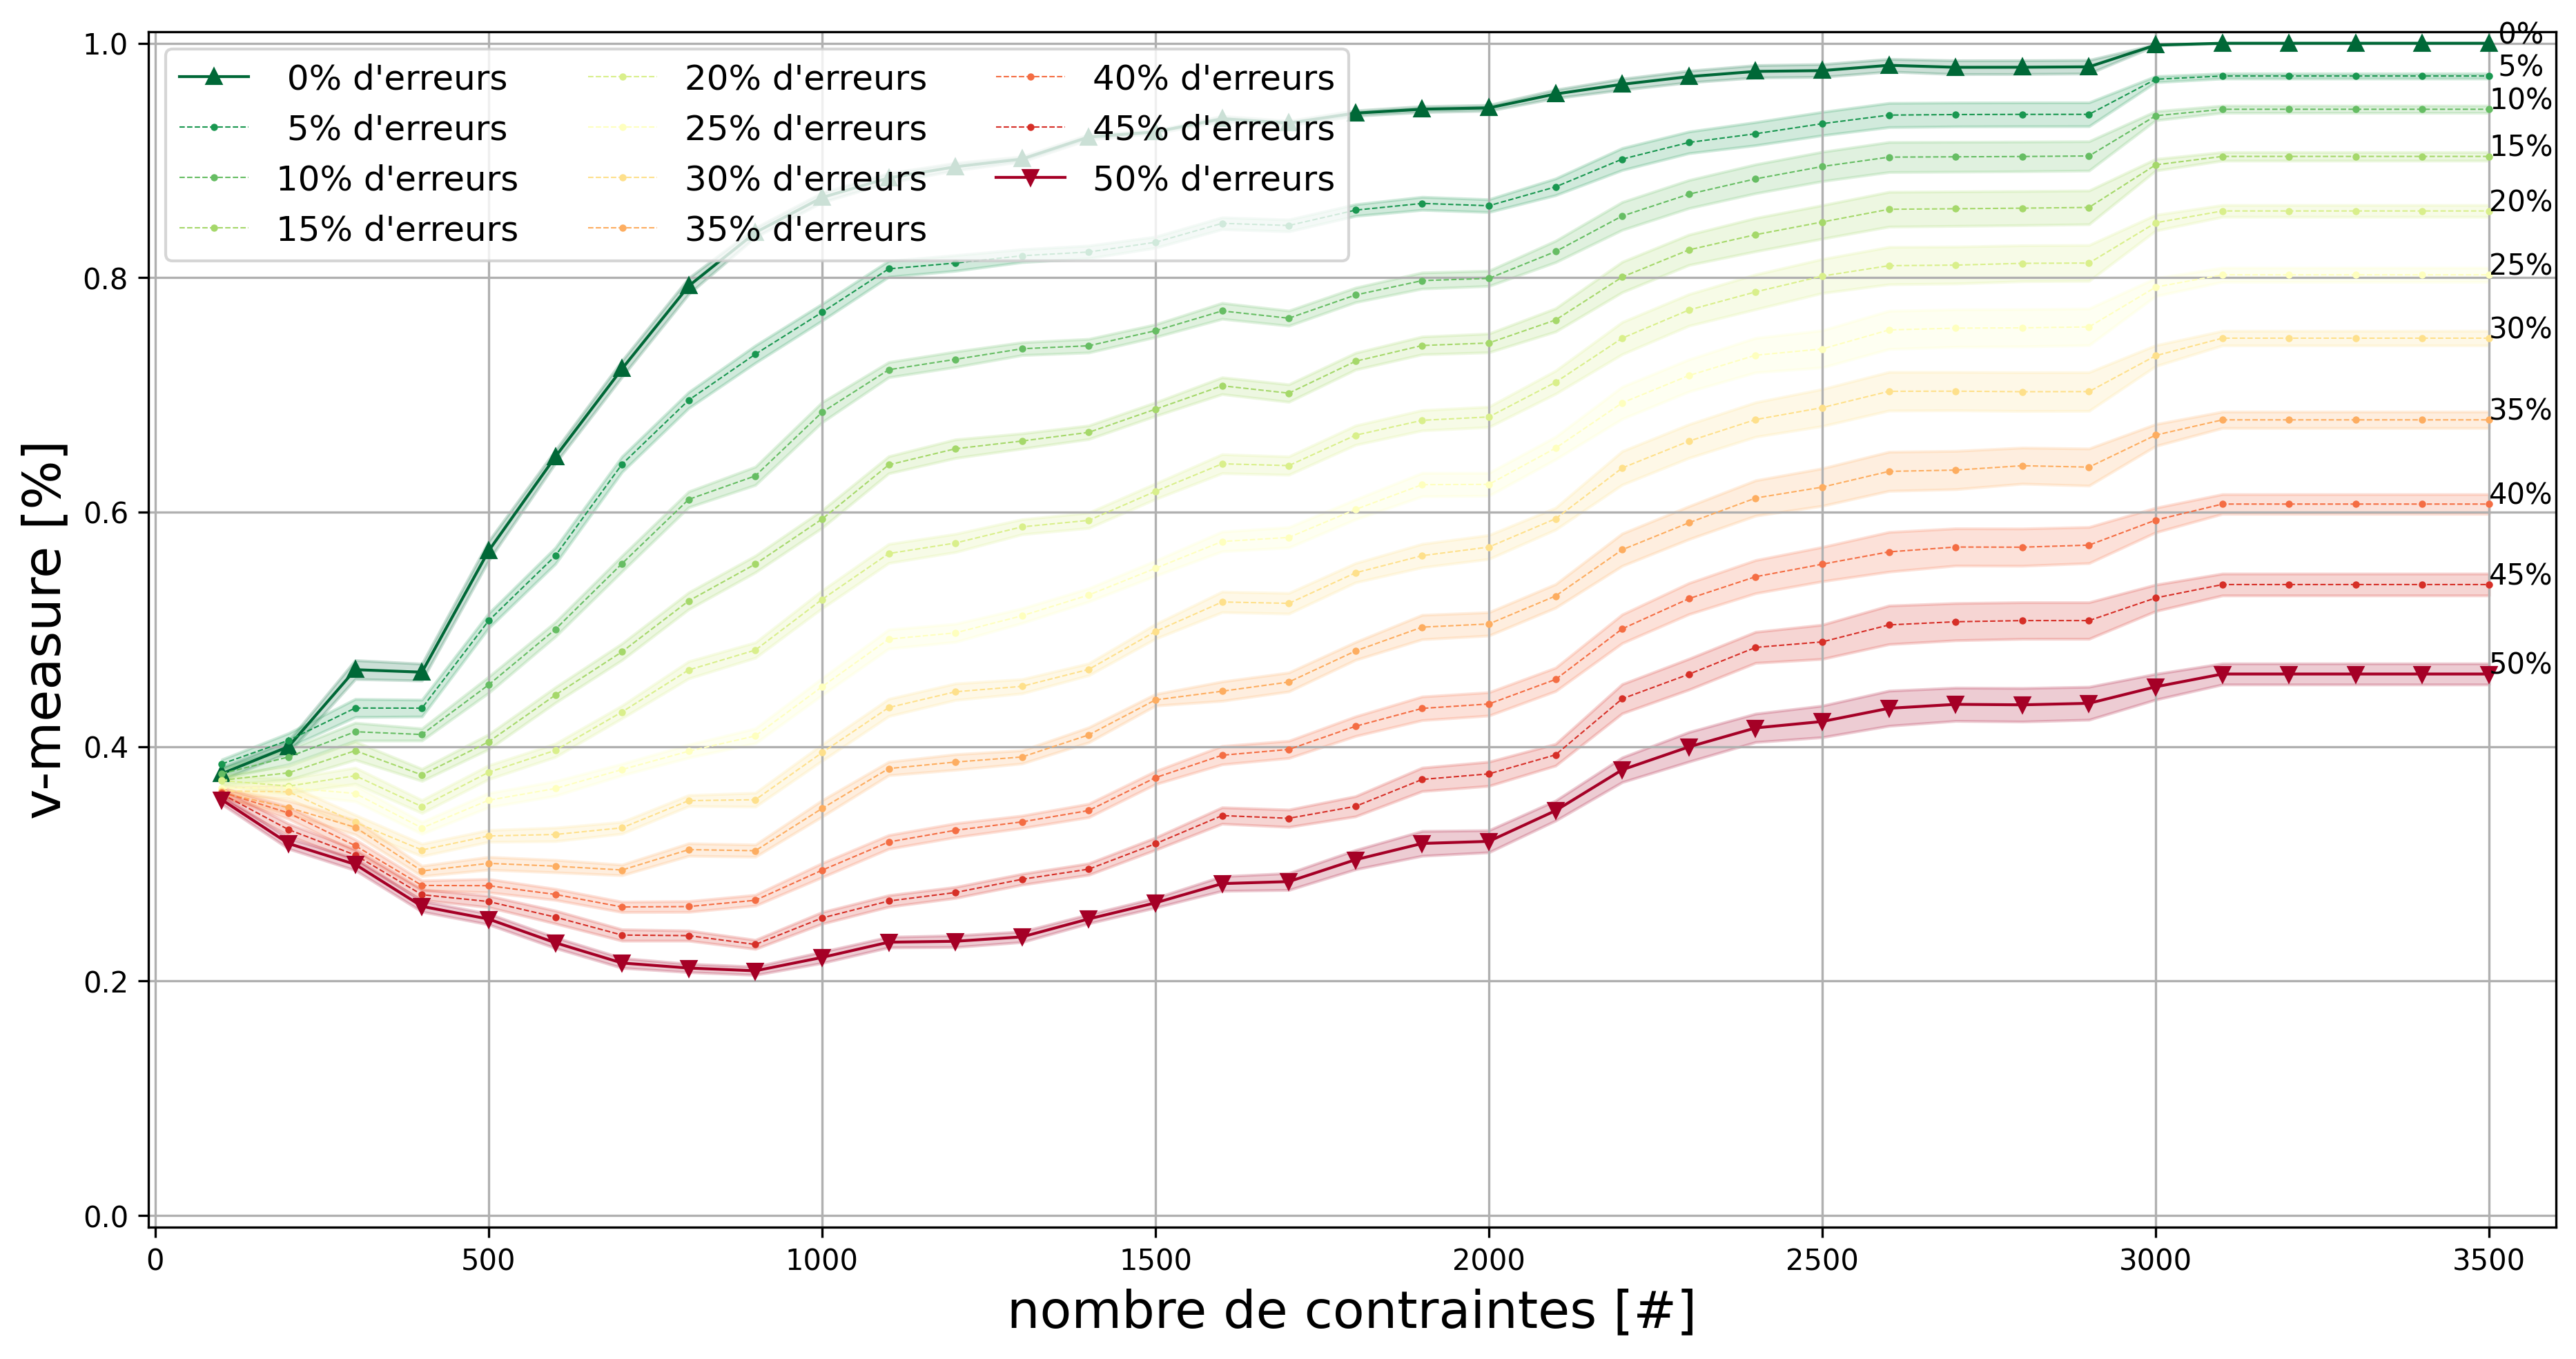 v-measure [%]
1.0
0.8
0.6
0.4
0.2
0.0
0% d'erreurs
5% d'erreurs
10% d'erreurs
15% d'erreurs
20% d'erreurs
25% d'erreurs
30% d'erreurs
35% d'erreurs
40% d'erreurs
45% d'erreurs
50% d'erreurs
0%
5%
10%
15%
20%
25%
30%
35%
40%
45%
50%
0 500 1000 1500 2000 2500 3000 3500
nombre de contraintes [#]